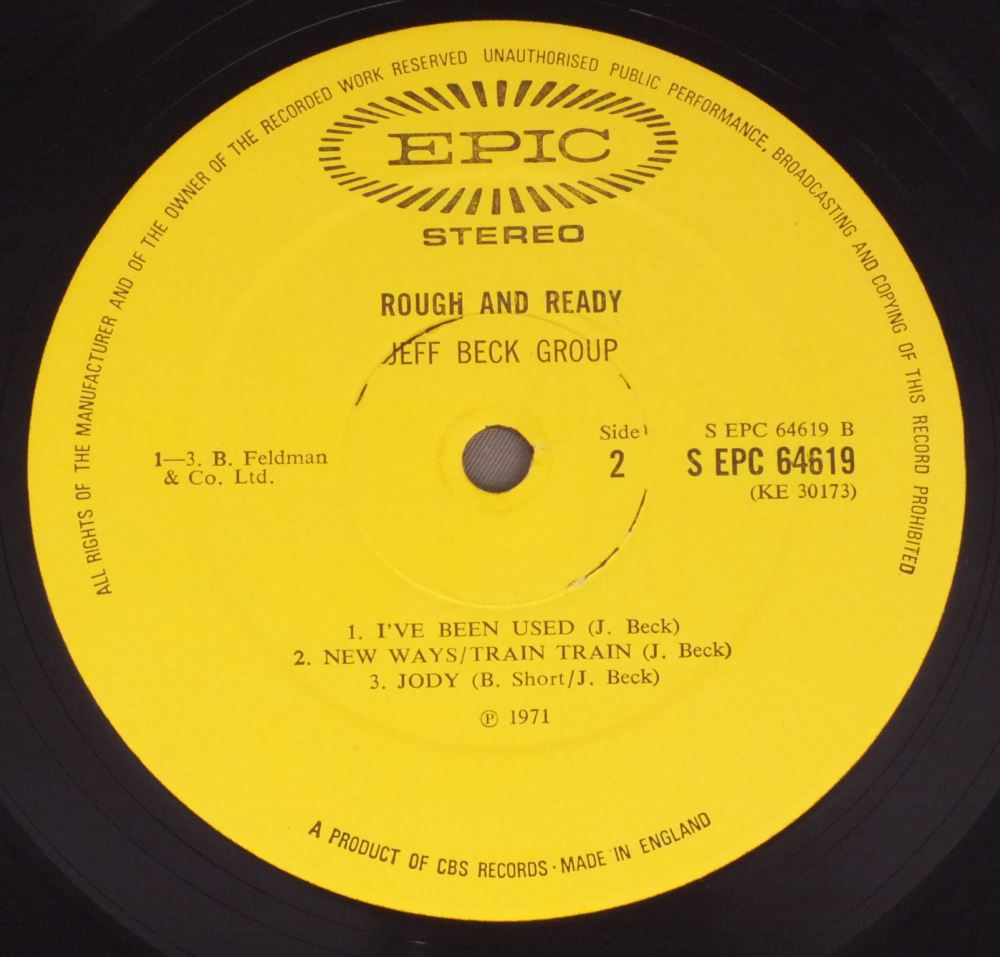 ALL RIGHTS OF THE MANUFACTURER AND OF THE OWNER OF THE RECORDED WORK RESERVED UNAUTHORISED PUBLIC PERFORMANCE, BROADCASTING AND COPYING OF THIS RECORD PROHIBITED
EPIC
STEREO
ROUGH AND READY
JEFF BECK GROUP
1—3. B. Feldman
& Co. Ltd.
Side
2
S EPC 64619 B
S EPC 64619
(KE 30173)
1. I'VE BEEN USED (J. Beck)
2. NEW WAYS/TRAIN TRAIN (J. Beck)
3. JODY (B. Short/J. Beck)
℗ 1971
A PRODUCT OF CBS RECORDS · MADE IN ENGLAND